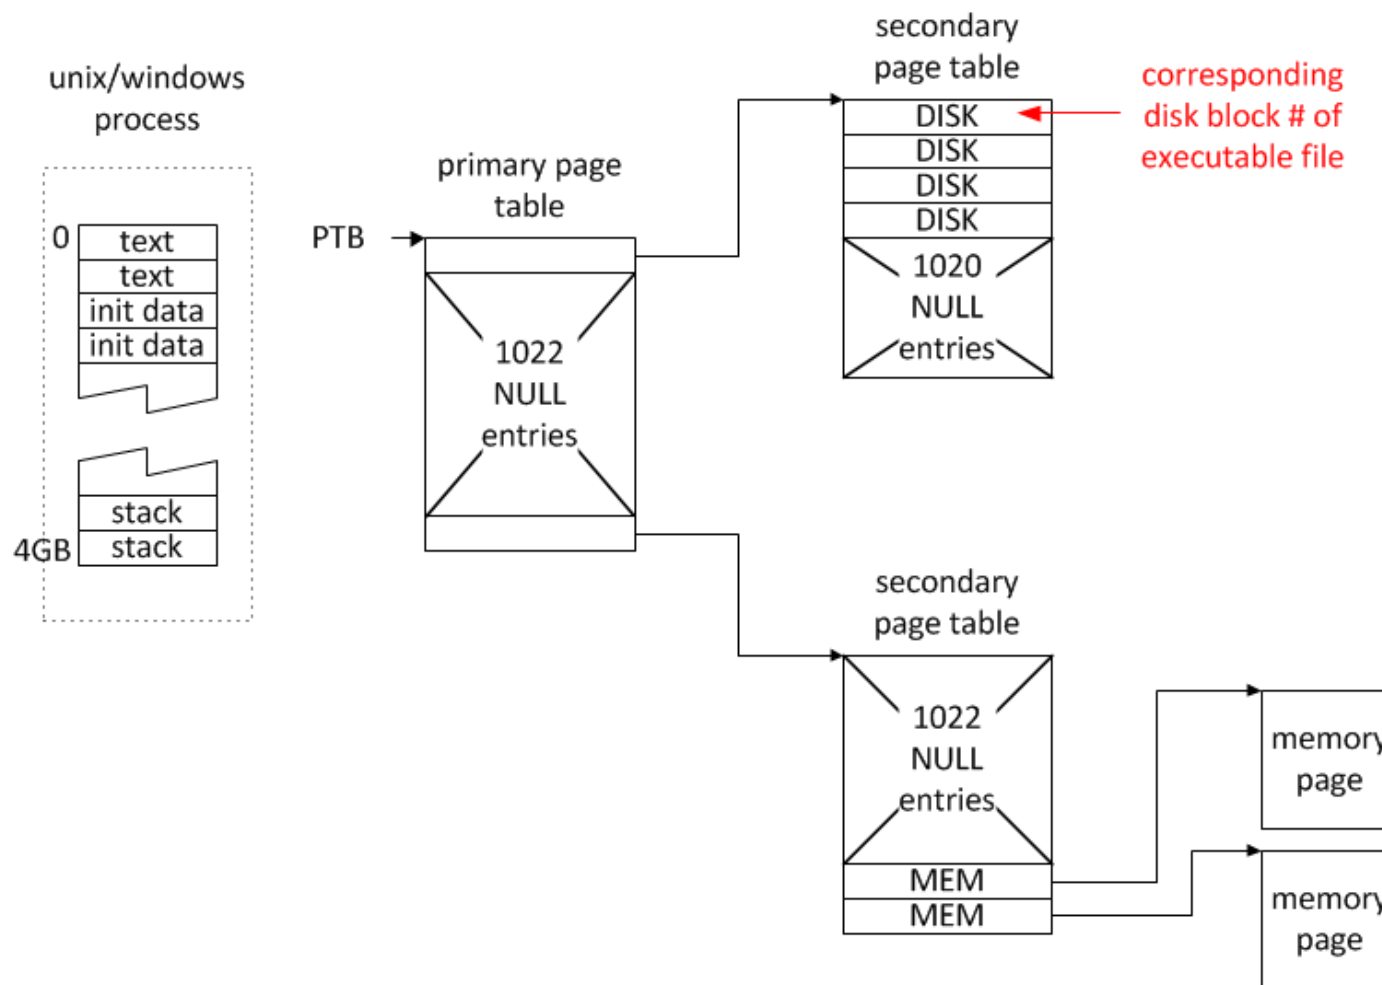 unix/windows
process
0
text
text
init data
init data
stack
4GB
stack
primary page
table
PTB
1022
NULL
entries
secondary
page table
DISK
DISK
DISK
DISK
1020
NULL
entries
corresponding
disk block # of
executable file
secondary
page table
1022
NULL
entries
MEM
MEM
memory
page
memory
page